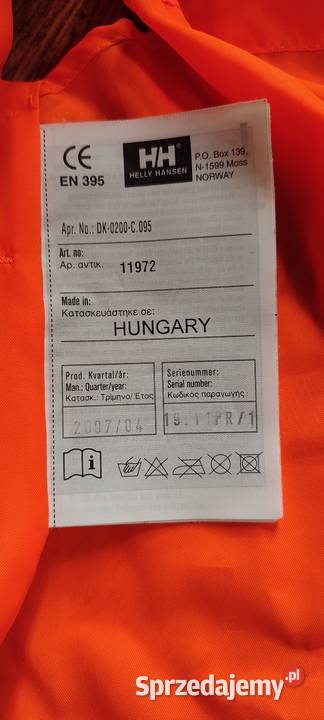 CE
HH
HELLY HANSEN
P.O. Box 139,
N-1599 Moss
NORWAY
EN 395
Apr. No.: DK-0200-C.095
Art. no:
Αρ. αντικ. 11972
Made in:
Κατασκευάστηκε σε:
HUNGARY
Prod. Kvartal/år:
Man.: Quarter/year:
Κατασκ.: Τρίμηνο/ Έτος
2007/04
Serienummer:
Serial number:
Κωδικός παραγωγής :
i
Sprzedajemy.pl